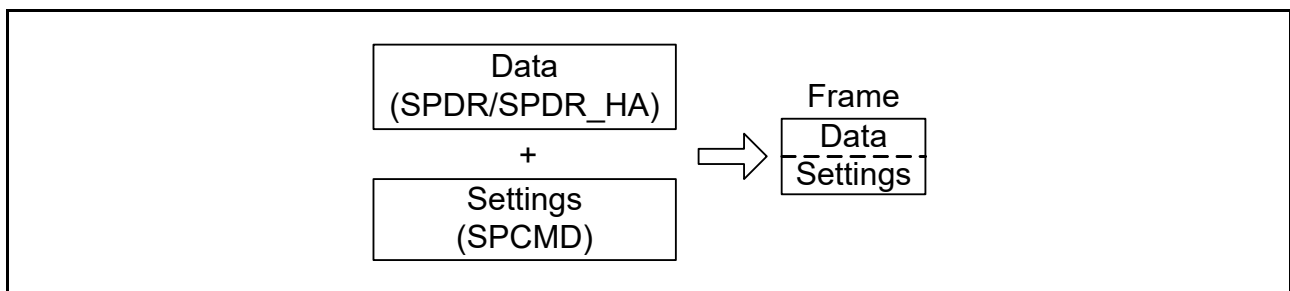 Data
(SPDR/SPDR_HA)
+
Settings
(SPCMD)
Frame
Data
Settings